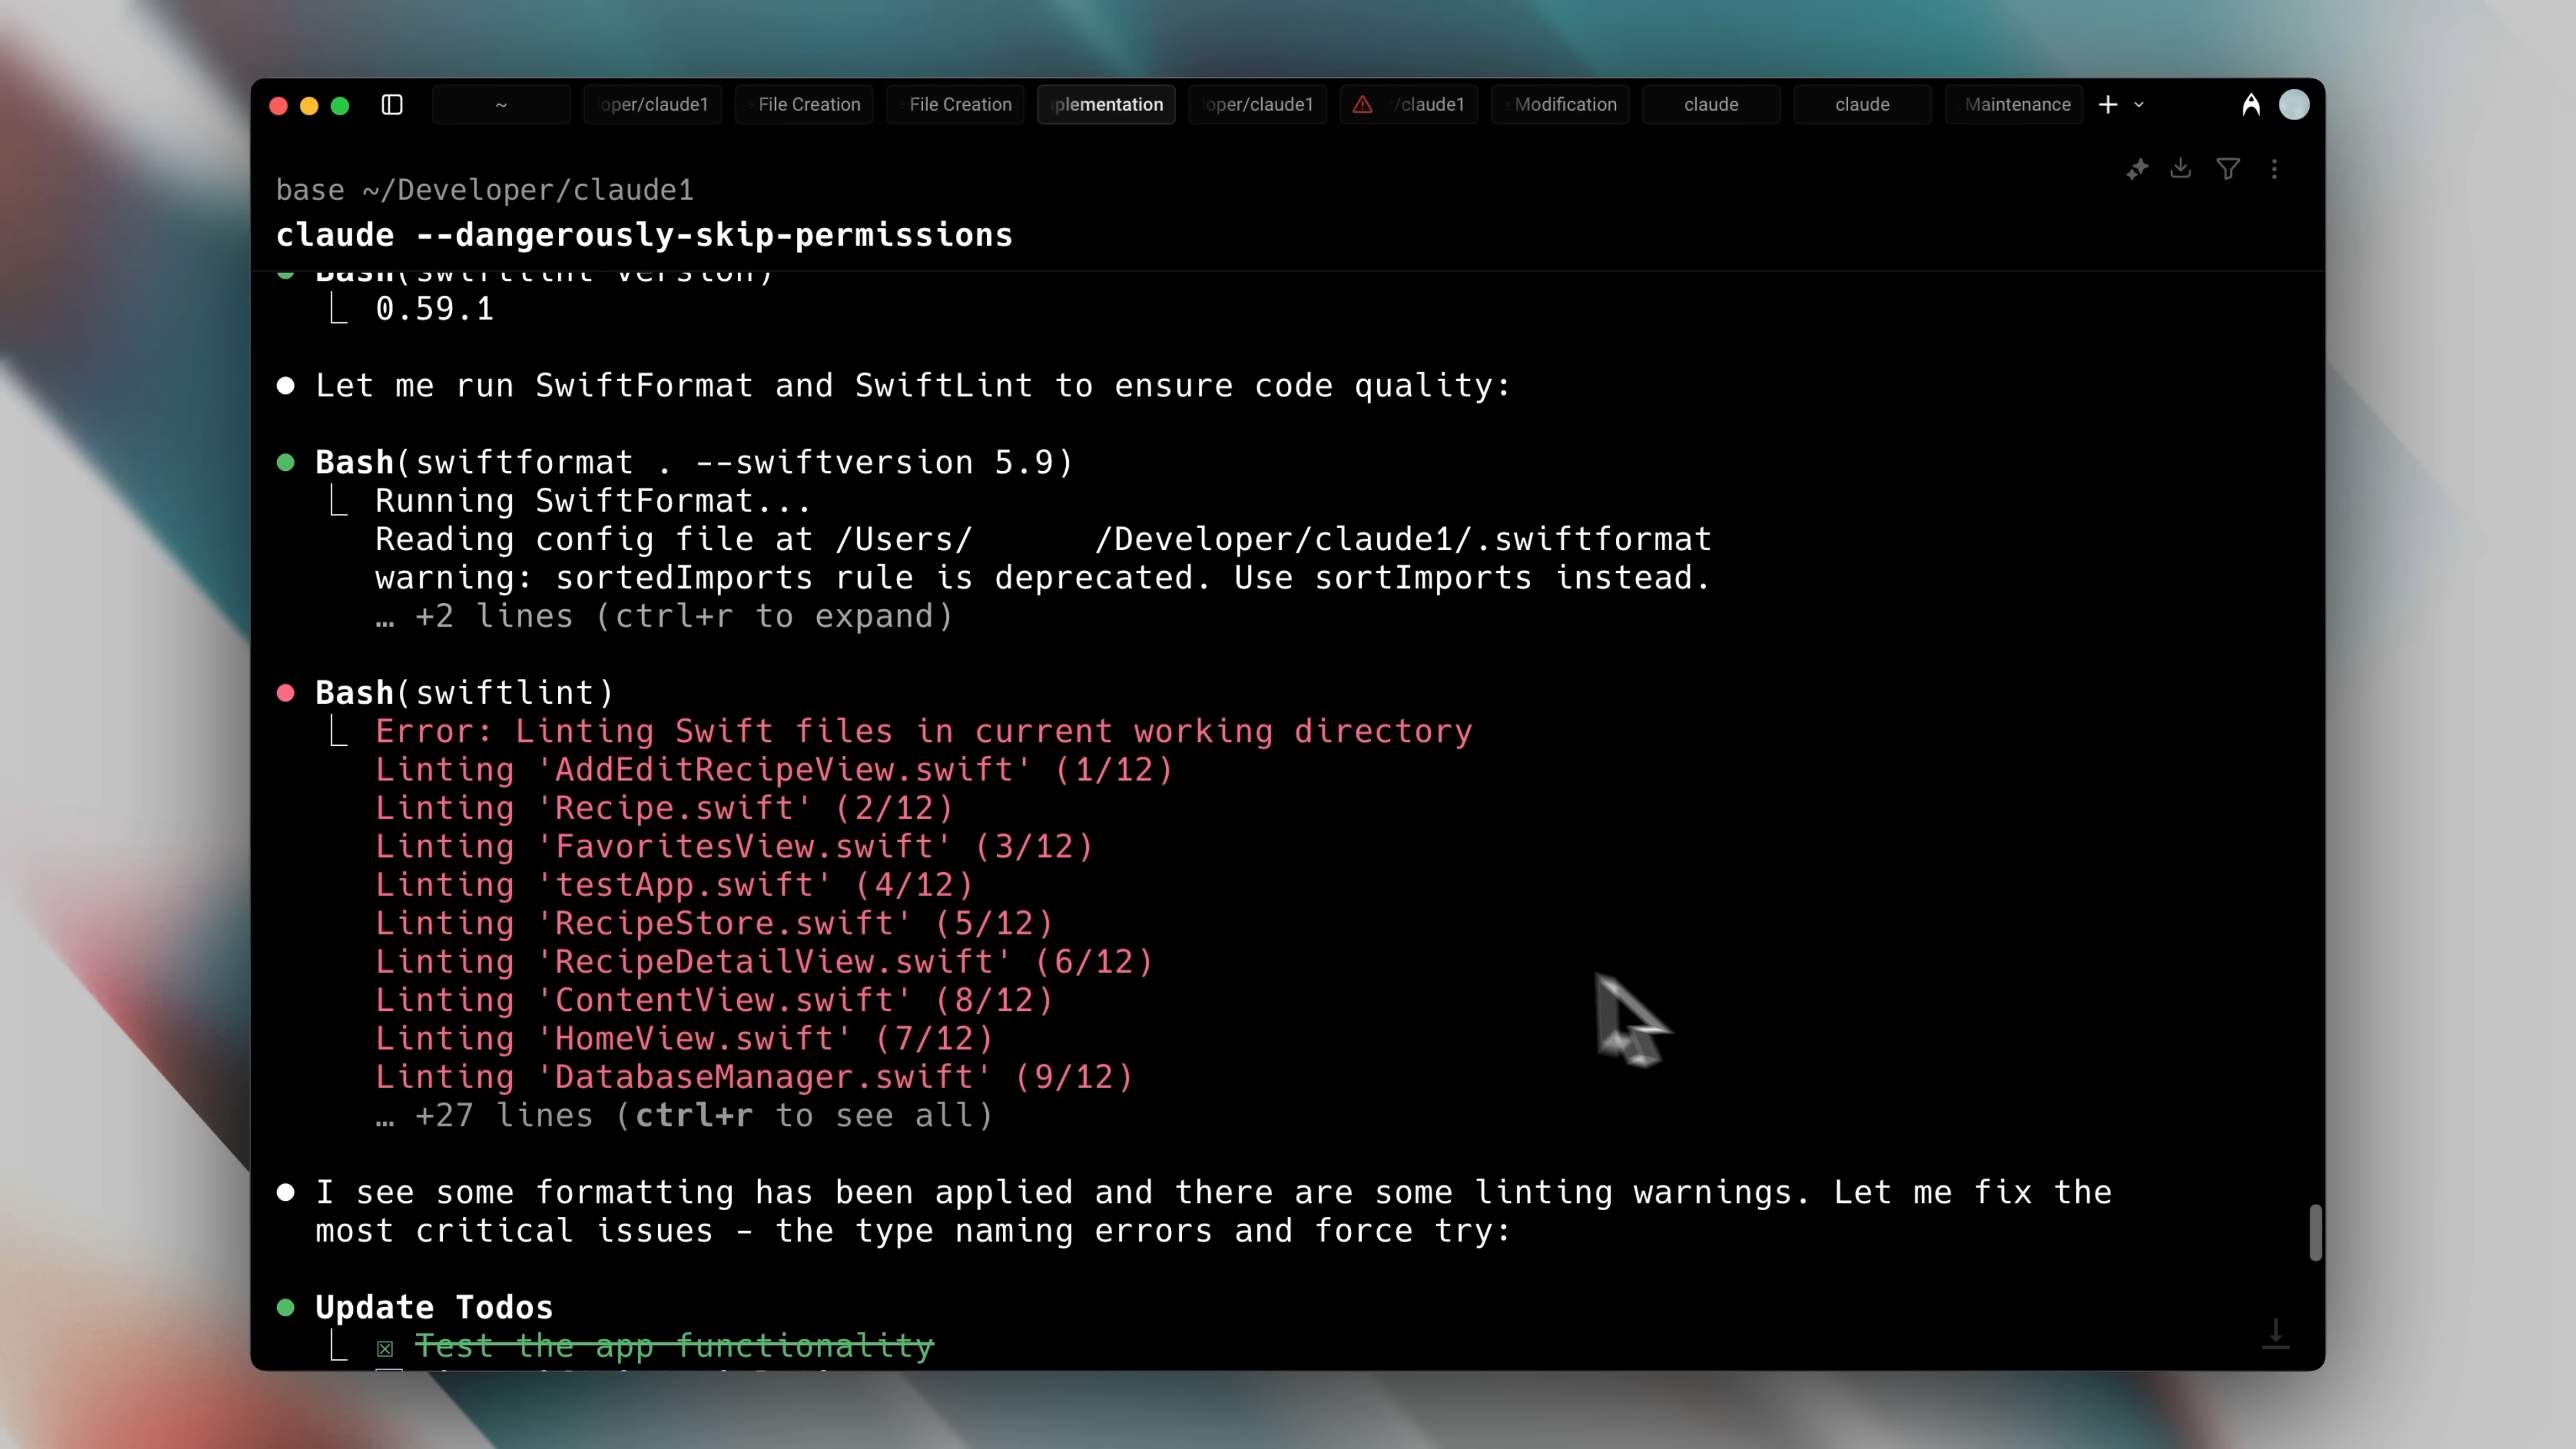 ~
oper/claude1
File Creation
File Creation
plementation
oper/claude1
/claude1
Modification
claude
claude
Maintenance
base ~/Developer/claude1
claude --dangerously-skip-permissions
Bash(swiftlint version)
0.59.1
Let me run SwiftFormat and SwiftLint to ensure code quality:
Bash(swiftformat . --swiftversion 5.9)
Running SwiftFormat...
Reading config file at /Users/ /Developer/claude1/.swiftformat
warning: sortedImports rule is deprecated. Use sortImports instead.
… +2 lines (ctrl+r to expand)
Bash(swiftlint)
Error: Linting Swift files in current working directory
Linting 'AddEditRecipeView.swift' (1/12)
Linting 'Recipe.swift' (2/12)
Linting 'FavoritesView.swift' (3/12)
Linting 'testApp.swift' (4/12)
Linting 'RecipeStore.swift' (5/12)
Linting 'RecipeDetailView.swift' (6/12)
Linting 'ContentView.swift' (8/12)
Linting 'HomeView.swift' (7/12)
Linting 'DatabaseManager.swift' (9/12)
… +27 lines (ctrl+r to see all)
I see some formatting has been applied and there are some linting warnings. Let me fix the
most critical issues - the type naming errors and force try:
Update Todos
☒ Test the app functionality